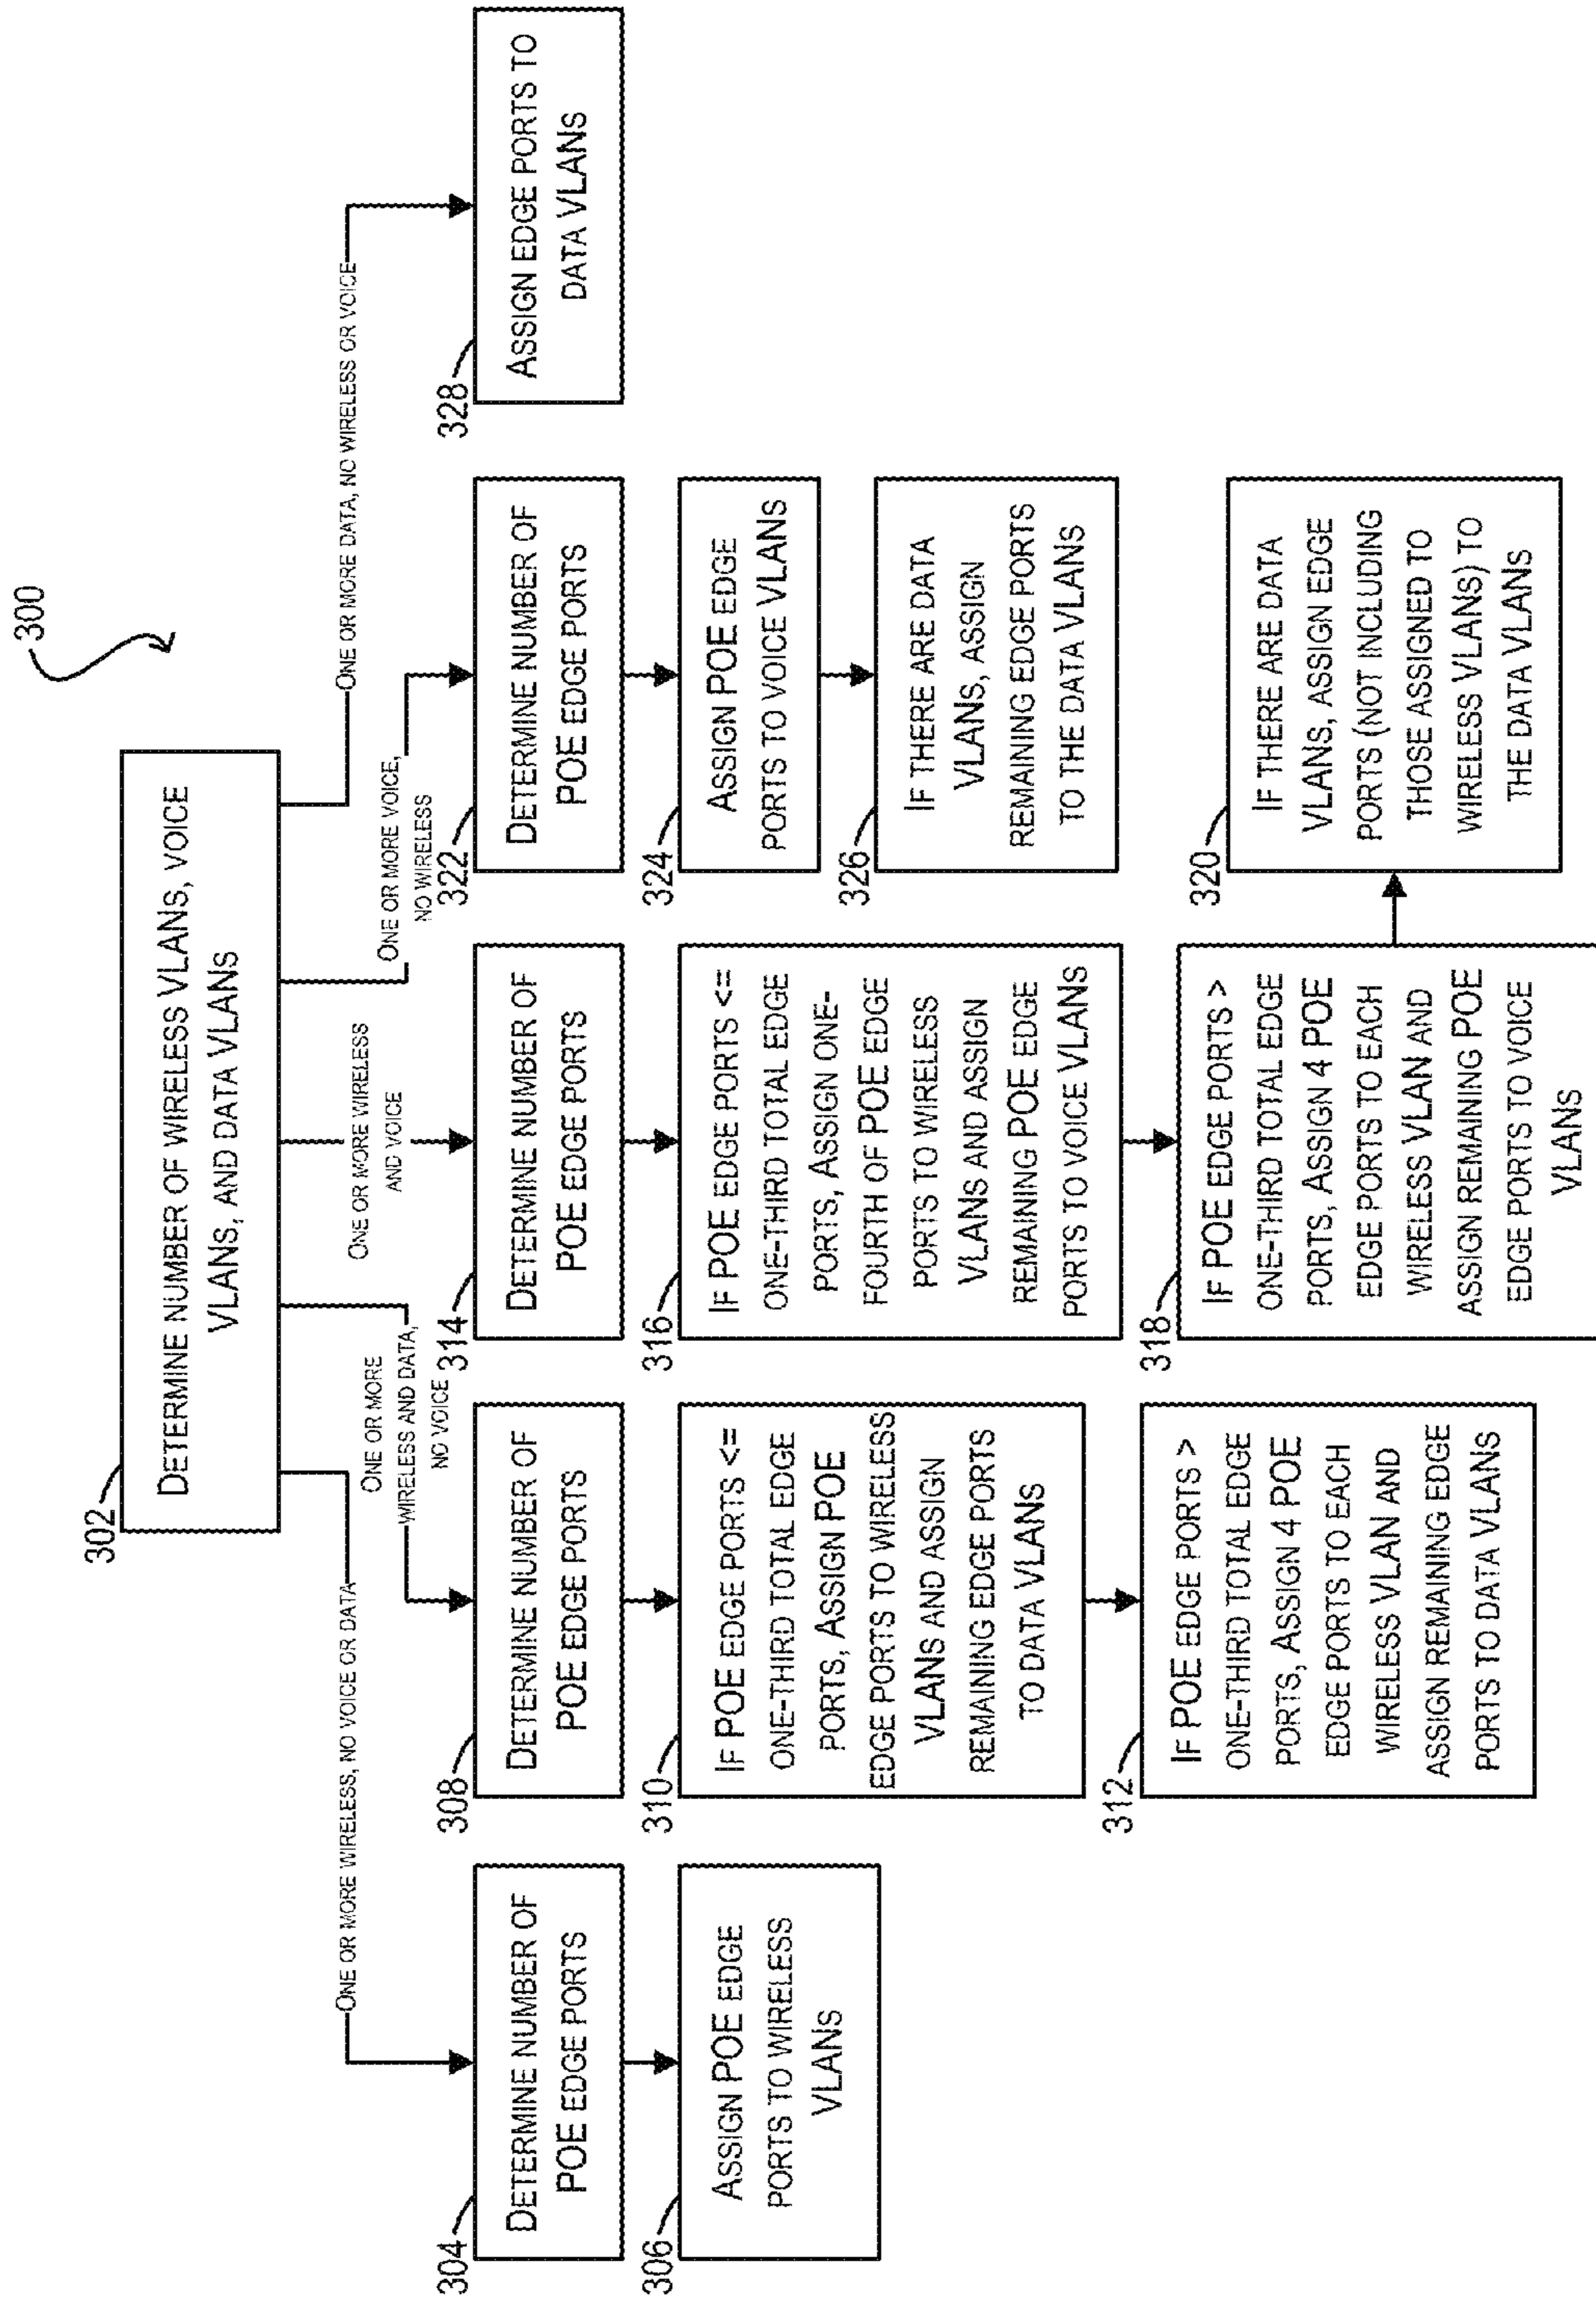 300
302
DETERMINE NUMBER OF WIRELESS VLANS, VOICE
VLANS, AND DATA VLANS
ONE OR MORE WIRELESS, NO VOICE OR DATA
ONE OR MORE
WIRELESS AND DATA,
NO VOICE
ONE OR MORE WIRELESS
AND VOICE
ONE OR MORE VOICE,
NO WIRELESS
ONE OR MORE DATA, NO WIRELESS OR VOICE
304
DETERMINE NUMBER OF
POE EDGE PORTS
306
ASSIGN POE EDGE
PORTS TO WIRELESS
VLANS
308
DETERMINE NUMBER OF
POE EDGE PORTS
310
IF POE EDGE PORTS <=
ONE-THIRD TOTAL EDGE
PORTS, ASSIGN POE
EDGE PORTS TO WIRELESS
VLANS AND ASSIGN
REMAINING EDGE PORTS
TO DATA VLANS
312
IF POE EDGE PORTS >
ONE-THIRD TOTAL EDGE
PORTS, ASSIGN 4 POE
EDGE PORTS TO EACH
WIRELESS VLAN AND
ASSIGN REMAINING EDGE
PORTS TO DATA VLANS
314
DETERMINE NUMBER OF
POE EDGE PORTS
316
IF POE EDGE PORTS <=
ONE-THIRD TOTAL EDGE
PORTS, ASSIGN ONE-
FOURTH OF POE EDGE
PORTS TO WIRELESS
VLANS AND ASSIGN
REMAINING POE EDGE
PORTS TO VOICE VLANS
318
IF POE EDGE PORTS >
ONE-THIRD TOTAL EDGE
PORTS, ASSIGN 4 POE
EDGE PORTS TO EACH
WIRELESS VLAN AND
ASSIGN REMAINING POE
EDGE PORTS TO VOICE
VLANS
320
IF THERE ARE DATA
VLANS, ASSIGN EDGE
PORTS (NOT INCLUDING
THOSE ASSIGNED TO
WIRELESS VLANS) TO
THE DATA VLANS
322
DETERMINE NUMBER OF
POE EDGE PORTS
324
ASSIGN POE EDGE
PORTS TO VOICE VLANS
326
IF THERE ARE DATA
VLANS, ASSIGN
REMAINING EDGE PORTS
TO THE DATA VLANS
328
ASSIGN EDGE PORTS TO
DATA VLANS